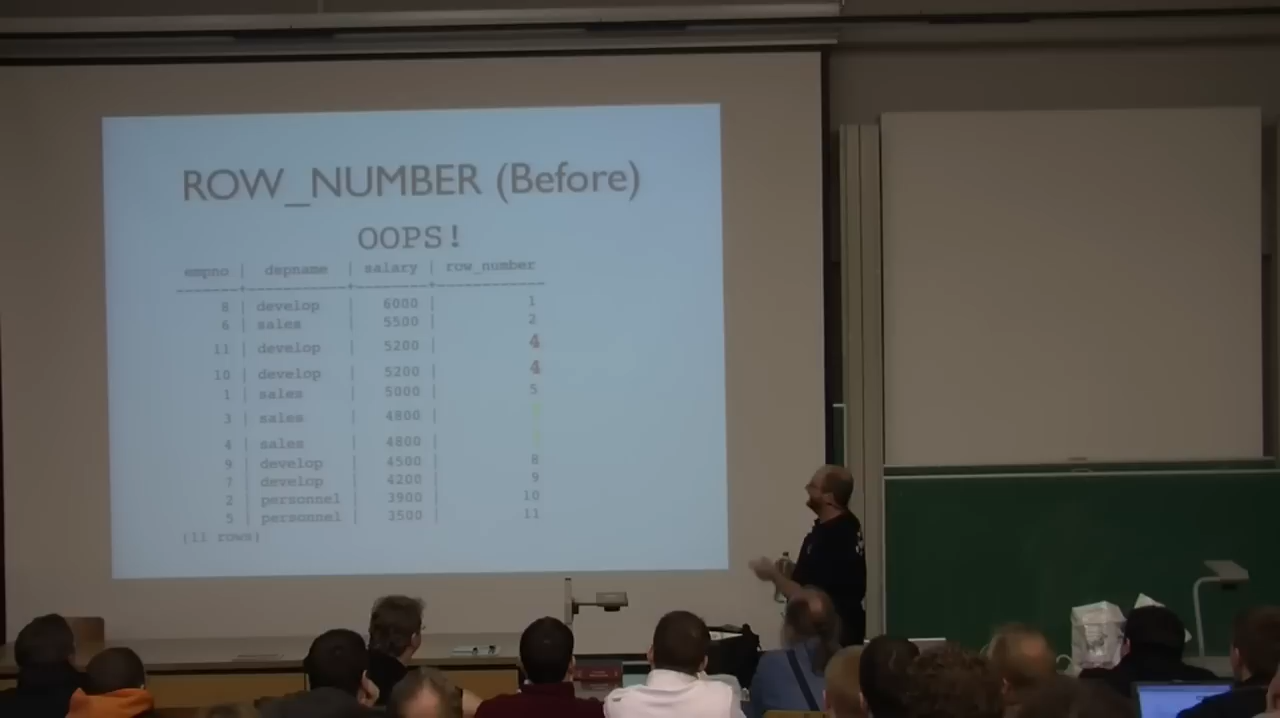 ROW_NUMBER (Before)
OOPS!
empno | depname | salary | row_number
8 | develop | 6000 | 1
6 | sales | 5500 | 2
11 | develop | 5200 | 4
10 | develop | 5200 | 4
1 | sales | 5000 | 5
3 | sales | 4800 |
4 | sales | 4800 |
9 | develop | 4500 | 8
7 | develop | 4200 | 9
2 | personnel | 3900 | 10
5 | personnel | 3500 | 11
(11 rows)